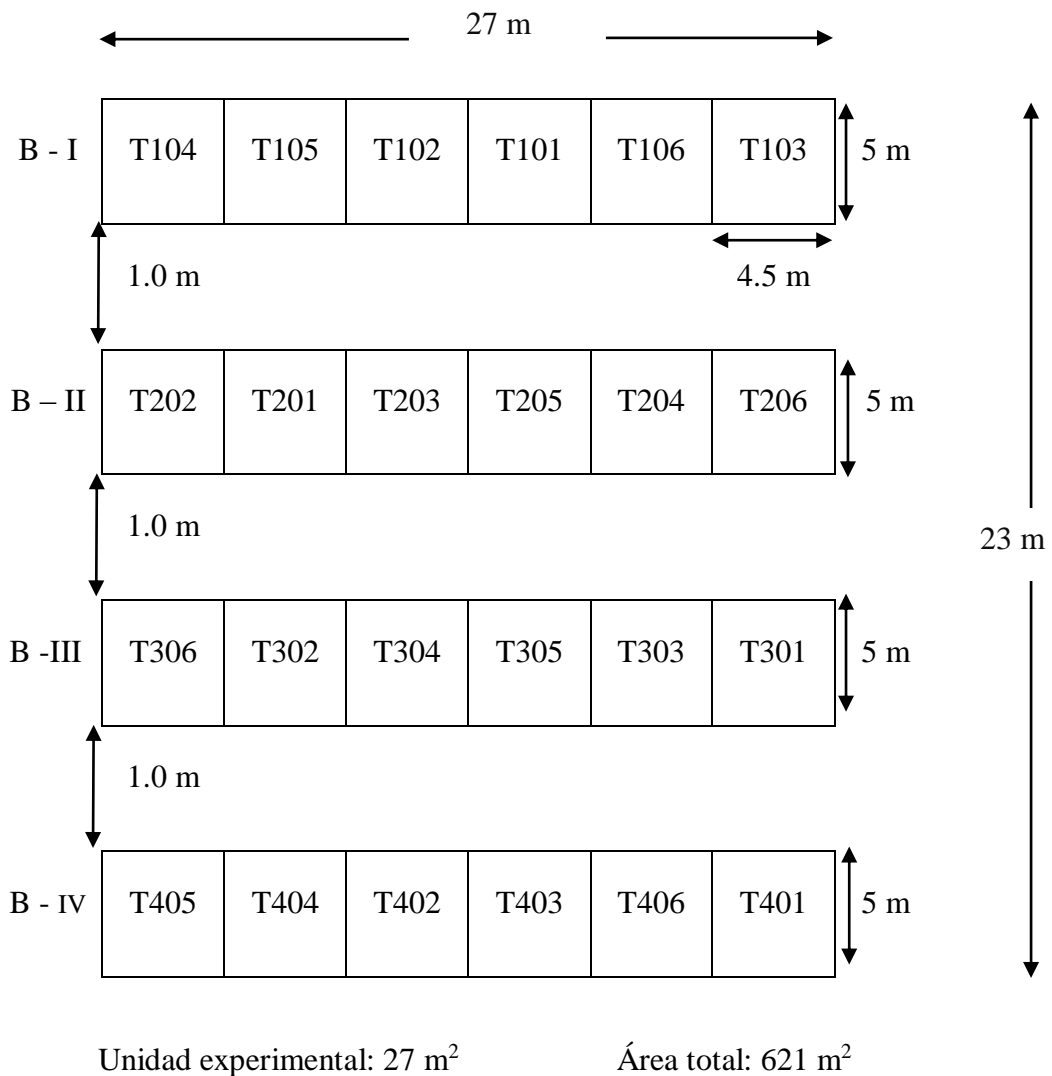 27 m
B - I T104 T105 T102 T101 T106 T103 5 m
1.0 m 4.5 m
B – II T202 T201 T203 T205 T204 T206 5 m
1.0 m
23 m
B -III T306 T302 T304 T305 T303 T301 5 m
1.0 m
B - IV T405 T404 T402 T403 T406 T401 5 m
Unidad experimental: 27 m² Área total: 621 m²